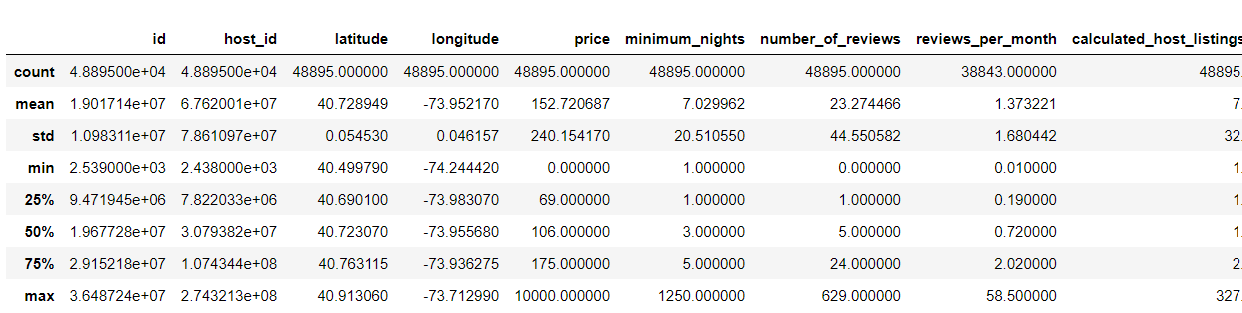 id host_id latitude longitude price minimum_nights number_of_reviews reviews_per_month calculated_host_listings
count 4.889500e+04 4.889500e+04 48895.000000 48895.000000 48895.000000 48895.000000 48895.000000 38843.000000 48895.
mean 1.901714e+07 6.762001e+07 40.728949 -73.952170 152.720687 7.029962 23.274466 1.373221 7.
std 1.098311e+07 7.861097e+07 0.054530 0.046157 240.154170 20.510550 44.550582 1.680442 32.
min 2.539000e+03 2.438000e+03 40.499790 -74.244420 0.000000 1.000000 0.000000 0.010000 1.
25% 9.471945e+06 7.822033e+06 40.690100 -73.983070 69.000000 1.000000 1.000000 0.190000 1.
50% 1.967728e+07 3.079382e+07 40.723070 -73.955680 106.000000 3.000000 5.000000 0.720000 1.
75% 2.915218e+07 1.074344e+08 40.763115 -73.936275 175.000000 5.000000 24.000000 2.020000 2.
max 3.648724e+07 2.743213e+08 40.913060 -73.712990 10000.000000 1250.000000 629.000000 58.500000 327.